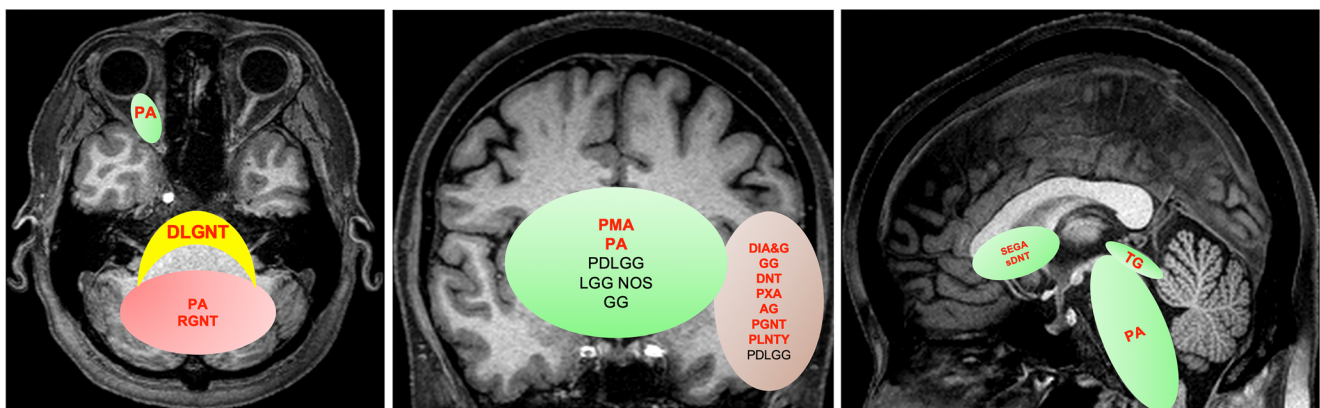 PA
DLGNT
PA
RGNT
PMA
PA
PDLGG
LGG NOS
GG
DIA&G
GG
DNT
PXA
AG
PGNT
PLNTY
PDLGG
SEGA
sDNT
TG
PA